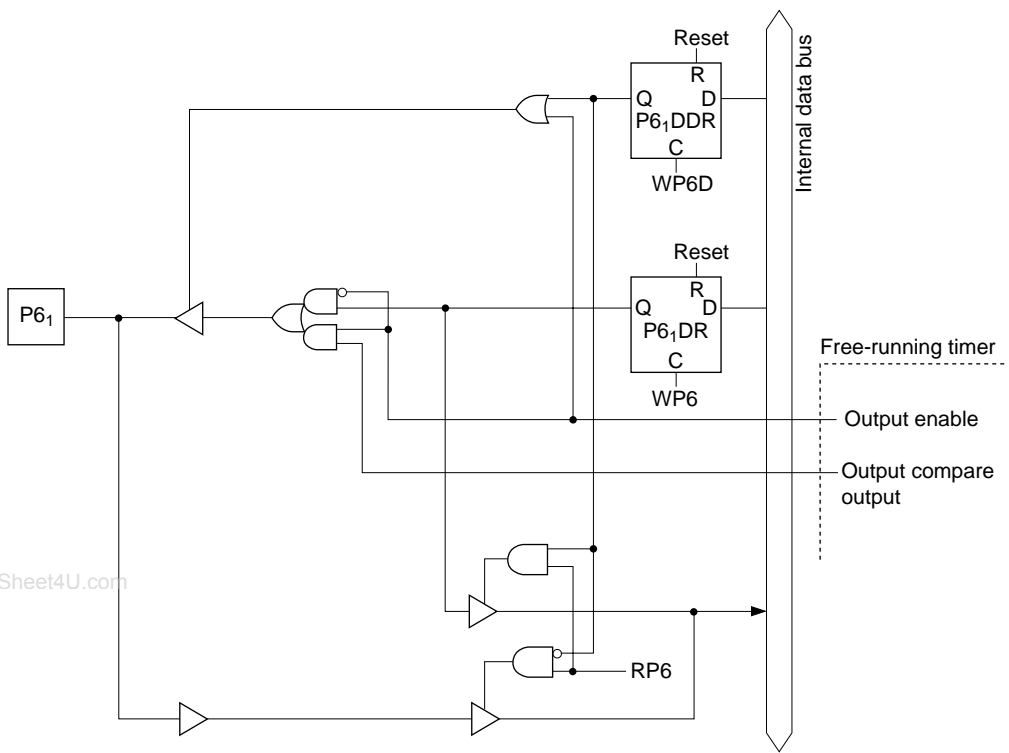 Reset
R
Q D
P6₁DDR
C
WP6D
Internal data bus
Reset
R
Q D
P6₁DR
C
WP6
P6₁
Free-running timer
Output enable
Output compare
output
Sheet4U.com
RP6